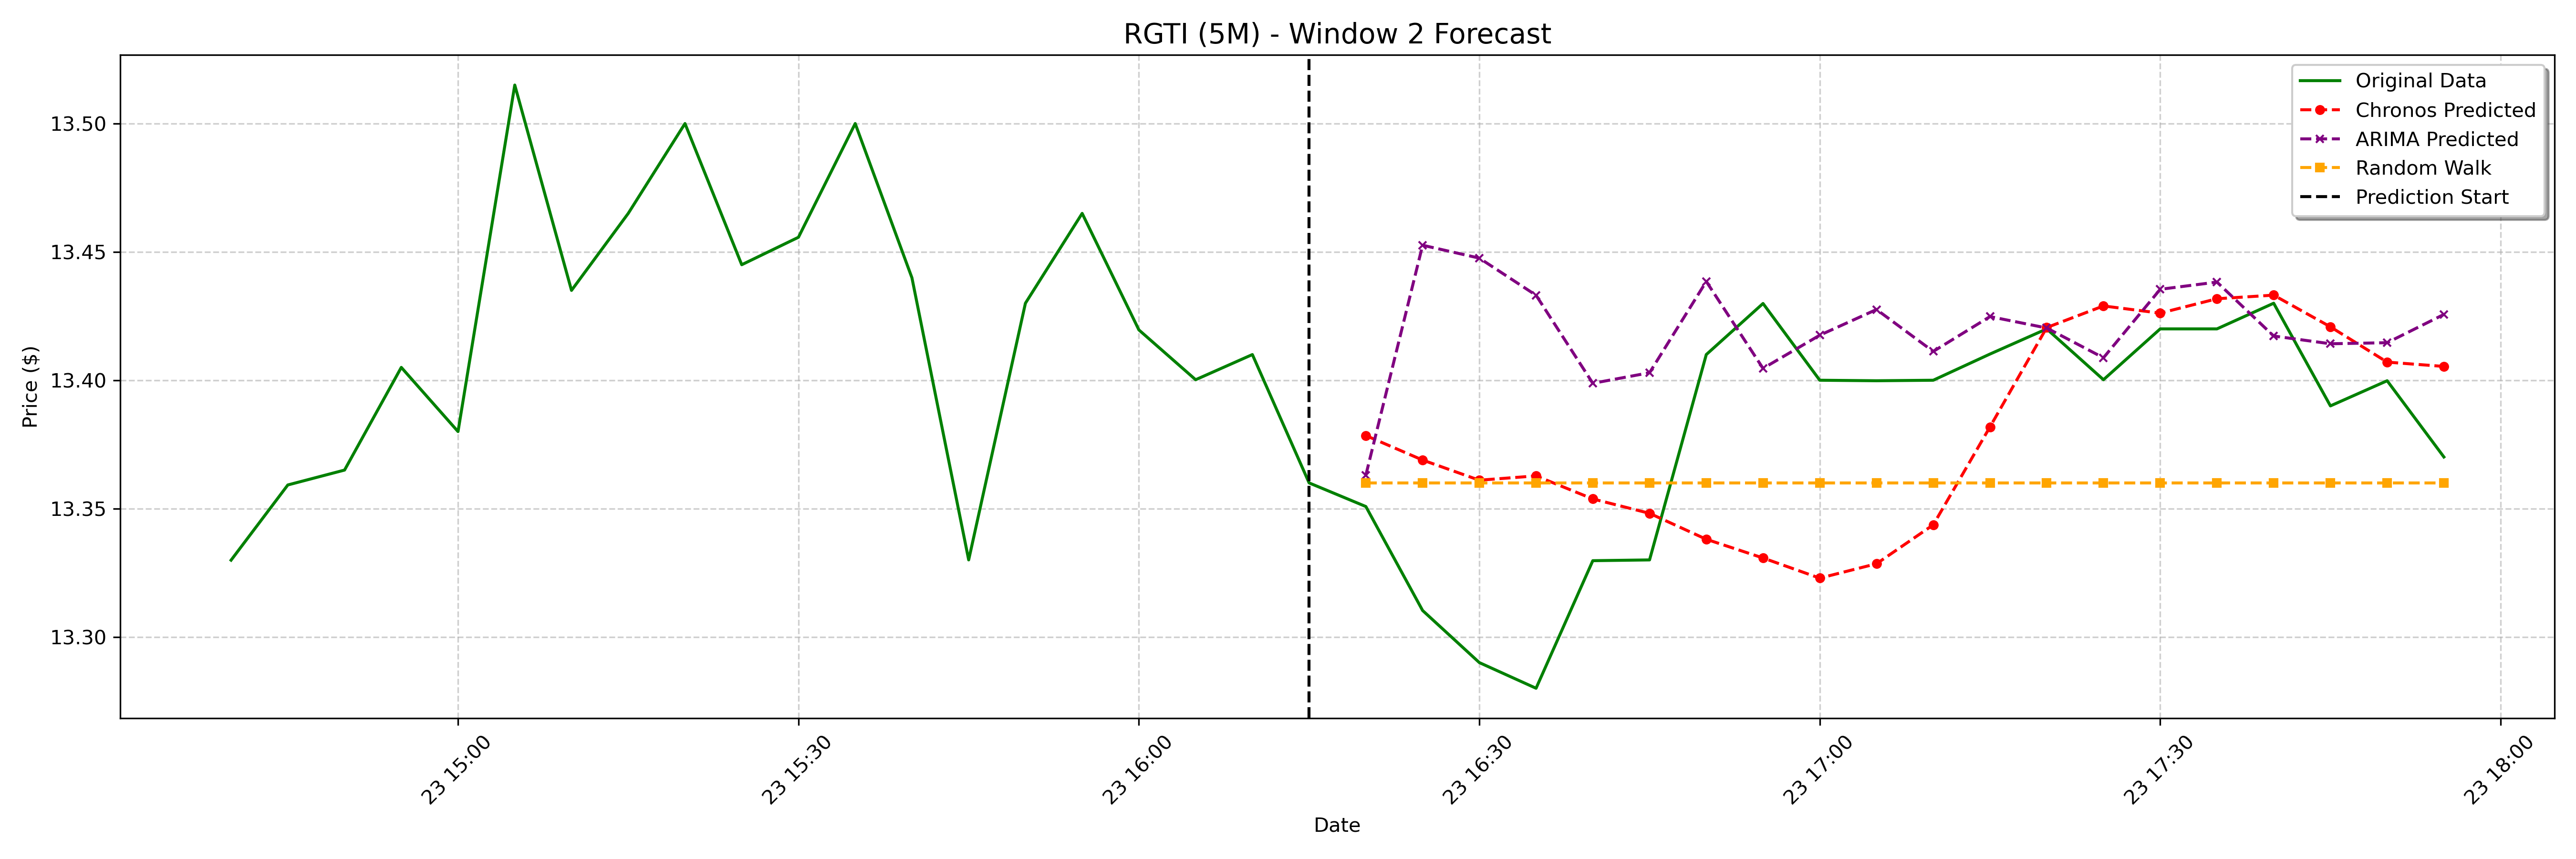 RGTI (5M) - Window 2 Forecast
Original Data
Chronos Predicted
ARIMA Predicted
Random Walk
Prediction Start
Price ($)
13.50
13.45
13.40
13.35
13.30
23 15:00
23 15:30
23 16:00
23 16:30
23 17:00
23 17:30
23 18:00
Date